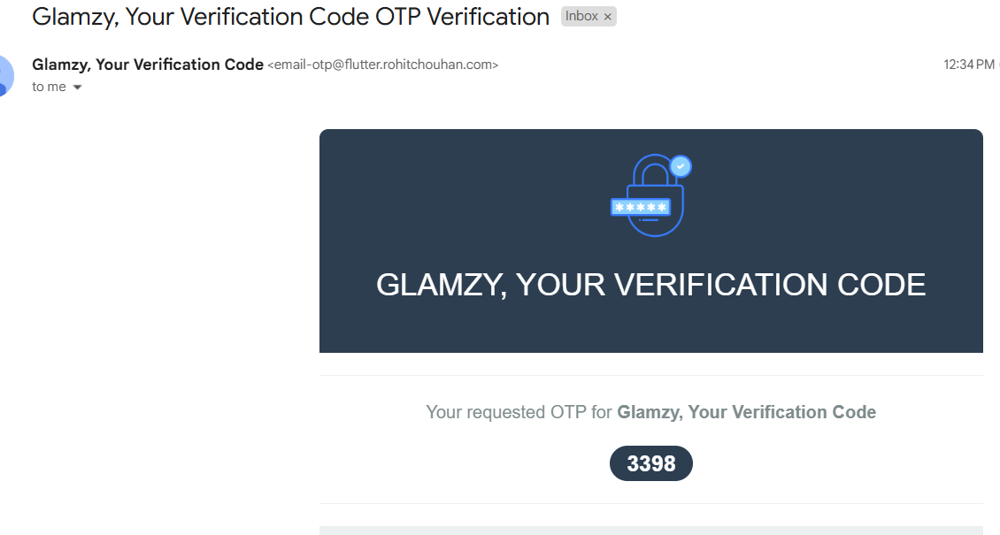 Glamzy, Your Verification Code OTP Verification Inbox ×
Glamzy, Your Verification Code <email-otp@flutter.rohitchouhan.com> 12:34 PM
to me
*****
GLAMZY, YOUR VERIFICATION CODE
Your requested OTP for Glamzy, Your Verification Code
3398